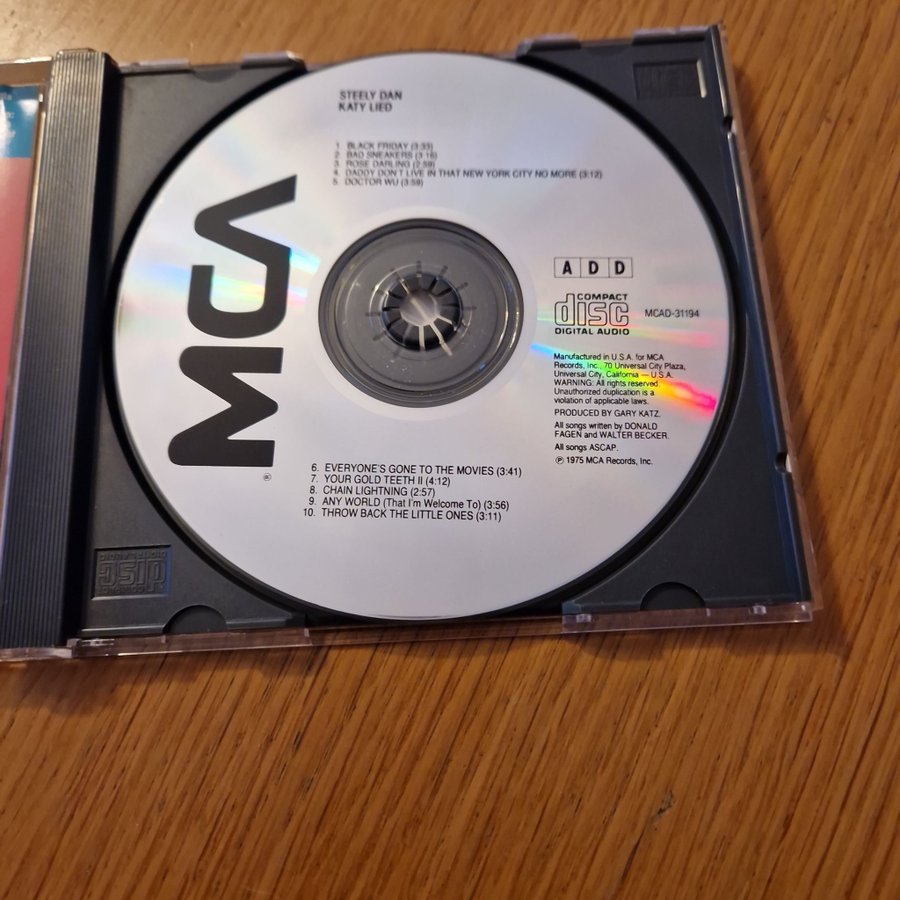 STEELY DAN
KATY LIED
1. BLACK FRIDAY (3:33)
2. BAD SNEAKERS (3:16)
3. ROSE DARLING (2:59)
4. DADDY DON'T LIVE IN THAT NEW YORK CITY NO MORE (3:12)
5. DOCTOR WU (3:59)
MCA
®
A D D
COMPACT
disc
DIGITAL AUDIO
MCAD-31194
Manufactured in U.S.A. for MCA
Records, Inc., 70 Universal City Plaza,
Universal City, California — U.S.A.
WARNING: All rights reserved.
Unauthorized duplication is a
violation of applicable laws.
PRODUCED BY GARY KATZ.
All songs written by DONALD
FAGEN and WALTER BECKER.
All songs ASCAP.
℗ 1975 MCA Records, Inc.
6. EVERYONE'S GONE TO THE MOVIES (3:41)
7. YOUR GOLD TEETH II (4:12)
8. CHAIN LIGHTNING (2:57)
9. ANY WORLD (That I'm Welcome To) (3:56)
10. THROW BACK THE LITTLE ONES (3:11)
COMPACT
disc
DIGITAL AUDIO